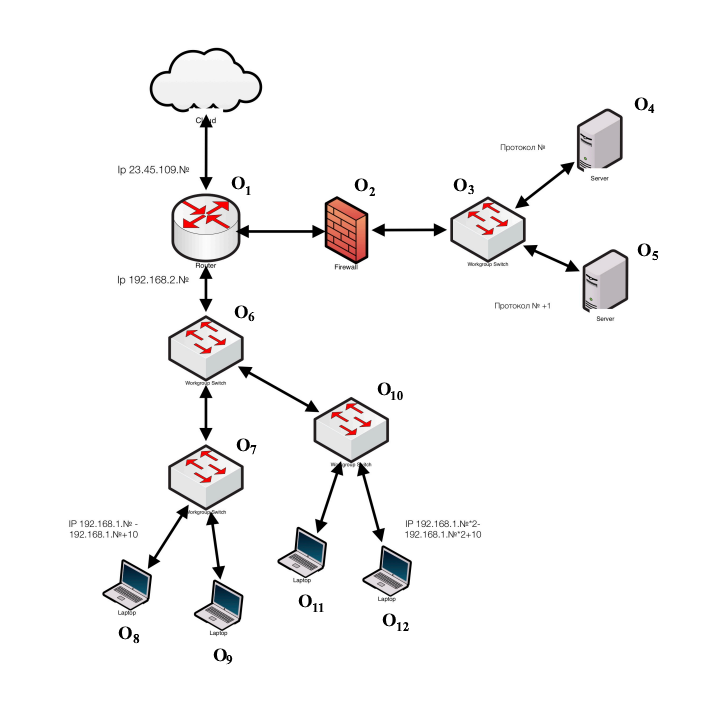 Cloud
Ip 23.45.109.№
O1
Router
O2
Firewall
O3
Workgroup Switch
Протокол №
O4
Server
O5
Протокол № +1
Server
Ip 192.168.2.№
O6
Workgroup Switch
O10
Workgroup Switch
O7
Workgroup Switch
IP 192.168.1.№ -
192.168.1.№+10
IP 192.168.1.№*2-
192.168.1.№*2+10
Laptop
O8
Laptop
O9
Laptop
O11
Laptop
O12